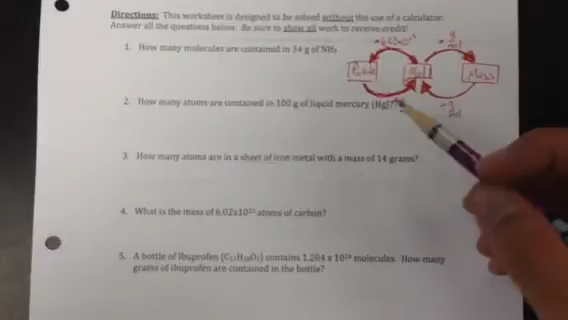 Directions: This worksheet is designed to be solved without the use of a calculator.
Answer all the questions below. Be sure to show all work to receive credit!
1. How many molecules are contained in 34 g of NH₃
Mass
2. How many atoms are contained in 100 g of liquid mercury (Hg)?
3. How many atoms are in a sheet of iron metal with a mass of 14 grams?
4. What is the mass of 6.02x10²³ atoms of carbon?
5. A bottle of Ibuprofen (C₁₃H₁₈O₂) contains 1.204 x 10²⁴ molecules. How many
grams of ibuprofen are contained in the bottle?